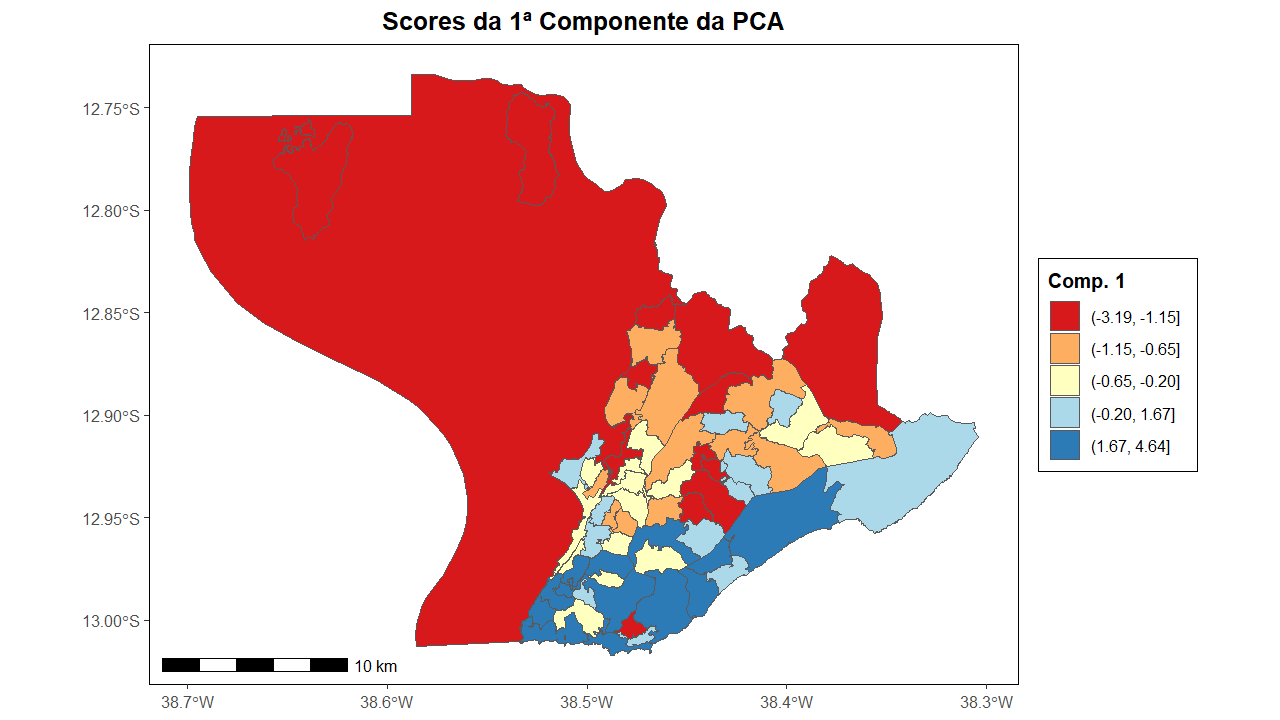 Scores da 1ª Componente da PCA
12.75°S
12.80°S
12.85°S
12.90°S
12.95°S
13.00°S
38.7°W
38.6°W
38.5°W
38.4°W
38.3°W
10 km
Comp. 1
(-3.19, -1.15]
(-1.15, -0.65]
(-0.65, -0.20]
(-0.20, 1.67]
(1.67, 4.64]